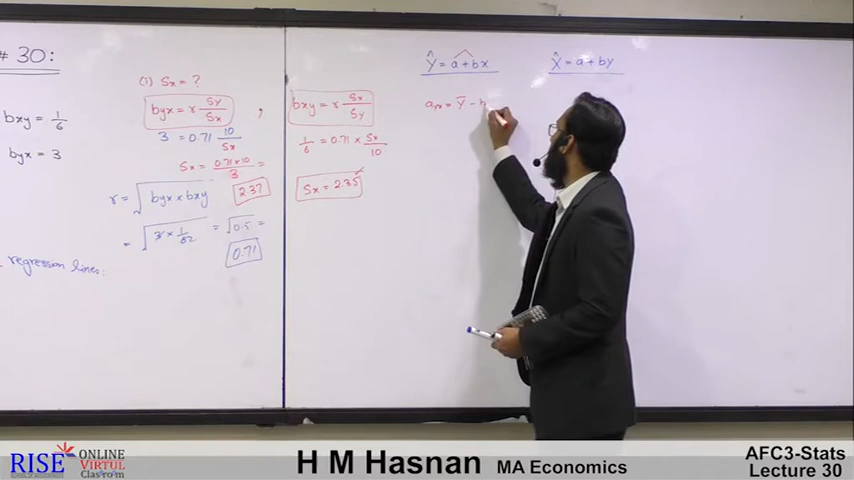 # 30:
bxy = 1/6
byx = 3
regression lines:
(1) Sx = ?
byx = r Sy/Sx ,
3 = 0.71 10/Sx
Sx = 0.71 x 10/3 =
2.37
r = √byx x bxy
= √3 x 1/62 = √0.5 =
0.71
bxy = r Sx/Sy
1/6 = 0.71 x Sx/10
Sx = 2.35
Ŷ = a + bx
ayx = Y̅ - b
X̂ = a + by
RISE ONLINE
VIRTUL
Classroom
H M Hasnan MA Economics
AFC3-Stats
Lecture 30